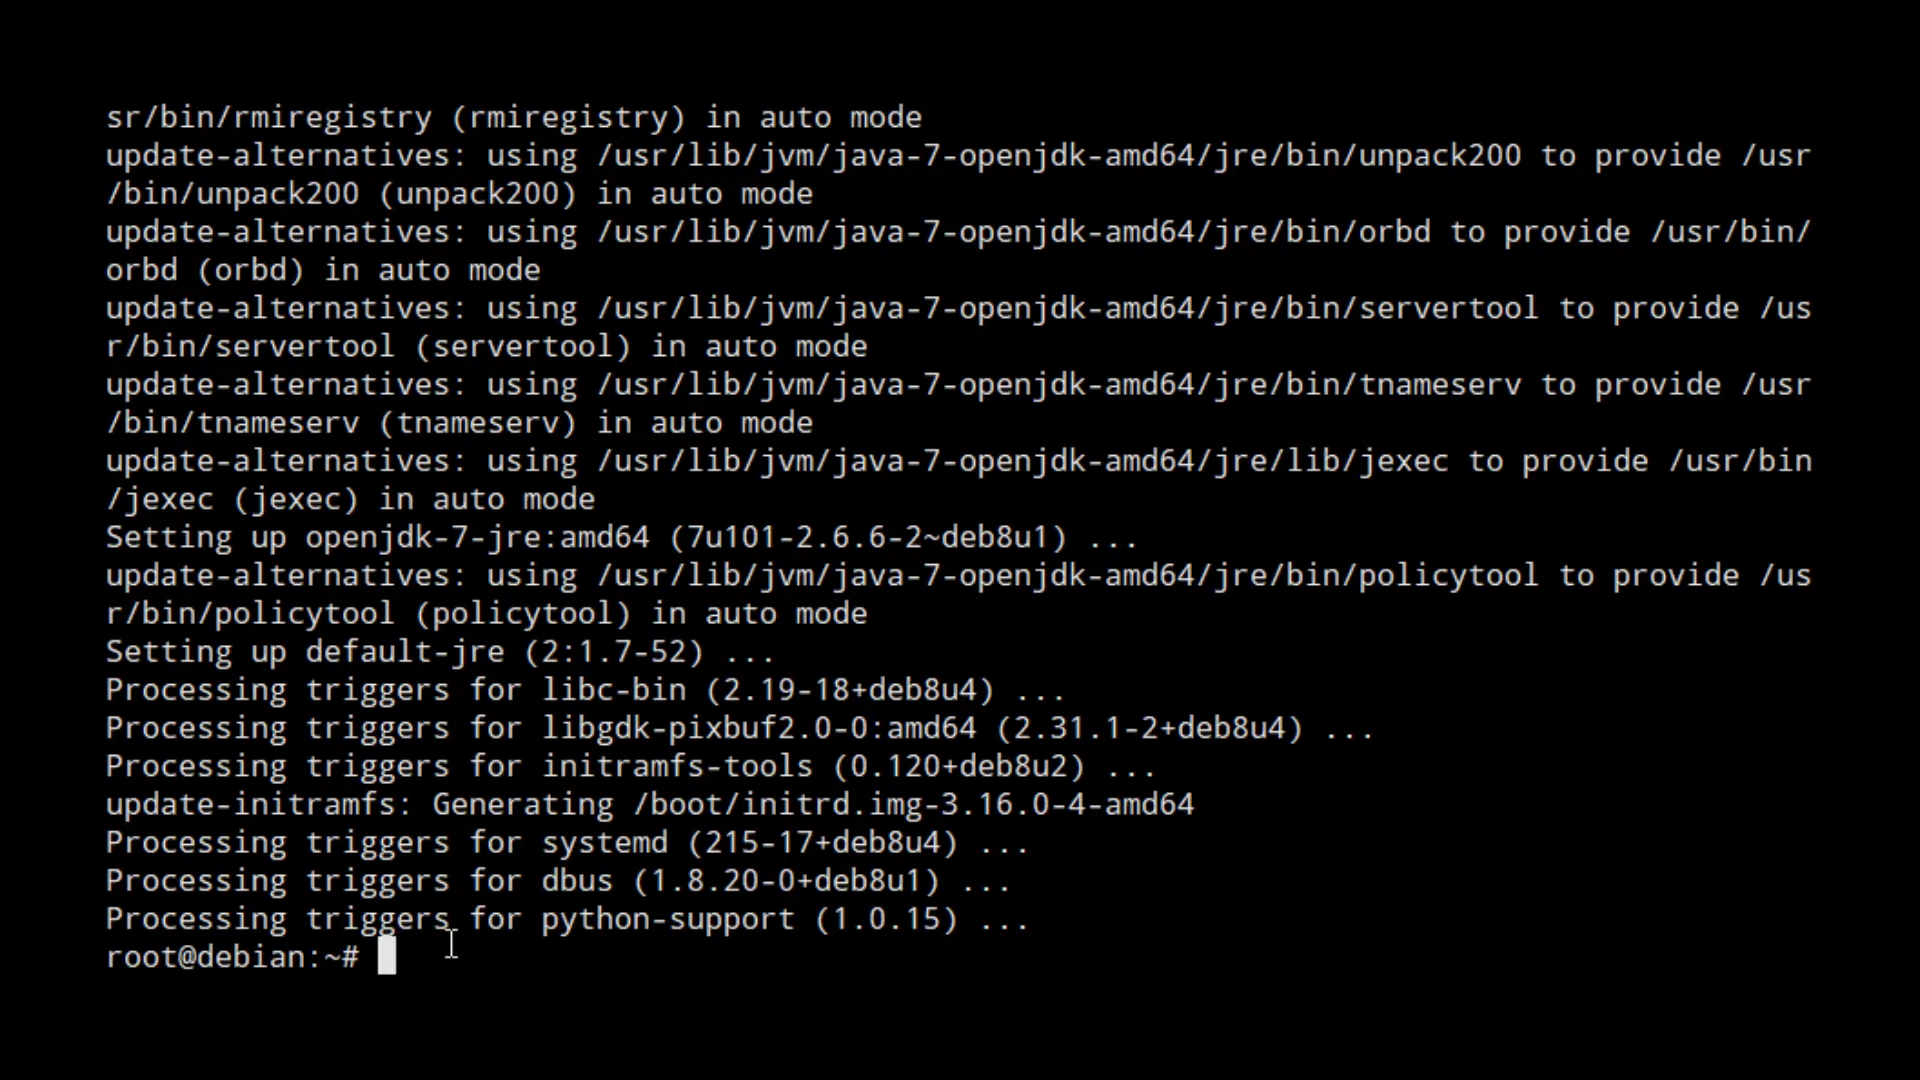 sr/bin/rmiregistry (rmiregistry) in auto mode
update-alternatives: using /usr/lib/jvm/java-7-openjdk-amd64/jre/bin/unpack200 to provide /usr
/bin/unpack200 (unpack200) in auto mode
update-alternatives: using /usr/lib/jvm/java-7-openjdk-amd64/jre/bin/orbd to provide /usr/bin/
orbd (orbd) in auto mode
update-alternatives: using /usr/lib/jvm/java-7-openjdk-amd64/jre/bin/servertool to provide /us
r/bin/servertool (servertool) in auto mode
update-alternatives: using /usr/lib/jvm/java-7-openjdk-amd64/jre/bin/tnameserv to provide /usr
/bin/tnameserv (tnameserv) in auto mode
update-alternatives: using /usr/lib/jvm/java-7-openjdk-amd64/jre/lib/jexec to provide /usr/bin
/jexec (jexec) in auto mode
Setting up openjdk-7-jre:amd64 (7u101-2.6.6-2~deb8u1) ...
update-alternatives: using /usr/lib/jvm/java-7-openjdk-amd64/jre/bin/policytool to provide /us
r/bin/policytool (policytool) in auto mode
Setting up default-jre (2:1.7-52) ...
Processing triggers for libc-bin (2.19-18+deb8u4) ...
Processing triggers for libgdk-pixbuf2.0-0:amd64 (2.31.1-2+deb8u4) ...
Processing triggers for initramfs-tools (0.120+deb8u2) ...
update-initramfs: Generating /boot/initrd.img-3.16.0-4-amd64
Processing triggers for systemd (215-17+deb8u4) ...
Processing triggers for dbus (1.8.20-0+deb8u1) ...
Processing triggers for python-support (1.0.15) ...
root@debian:~#